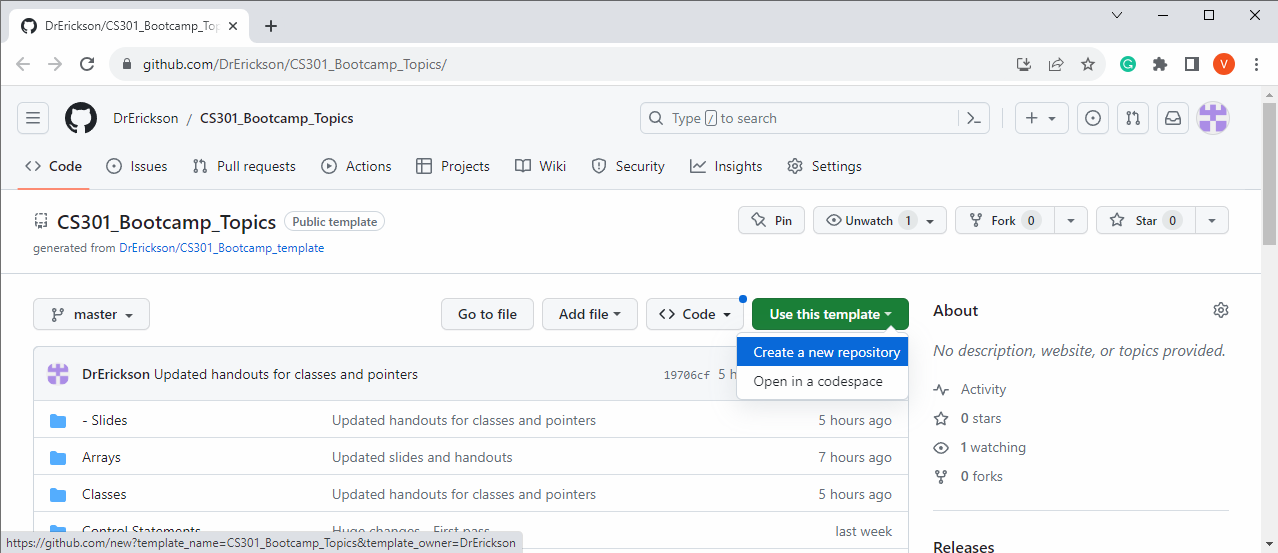 DrErickson/CS301_Bootcamp_Top
github.com/DrErickson/CS301_Bootcamp_Topics/
V
DrErickson / CS301_Bootcamp_Topics
Type / to search
Code Issues Pull requests Actions Projects Wiki Security Insights Settings
CS301_Bootcamp_Topics Public template
Pin Unwatch 1 Fork 0 Star 0
generated from DrErickson/CS301_Bootcamp_template
master Go to file Add file Code Use this template
About
Create a new repository
Open in a codespace
No description, website, or topics provided.
DrErickson Updated handouts for classes and pointers 19706cf 5 h
Activity
- Slides Updated handouts for classes and pointers 5 hours ago
0 stars
1 watching
Arrays Updated slides and handouts 7 hours ago
0 forks
Classes Updated handouts for classes and pointers 5 hours ago
Control Statements Huge changes - First pass last week
https://github.com/new?template_name=CS301_Bootcamp_Topics&template_owner=DrErickson
Releases